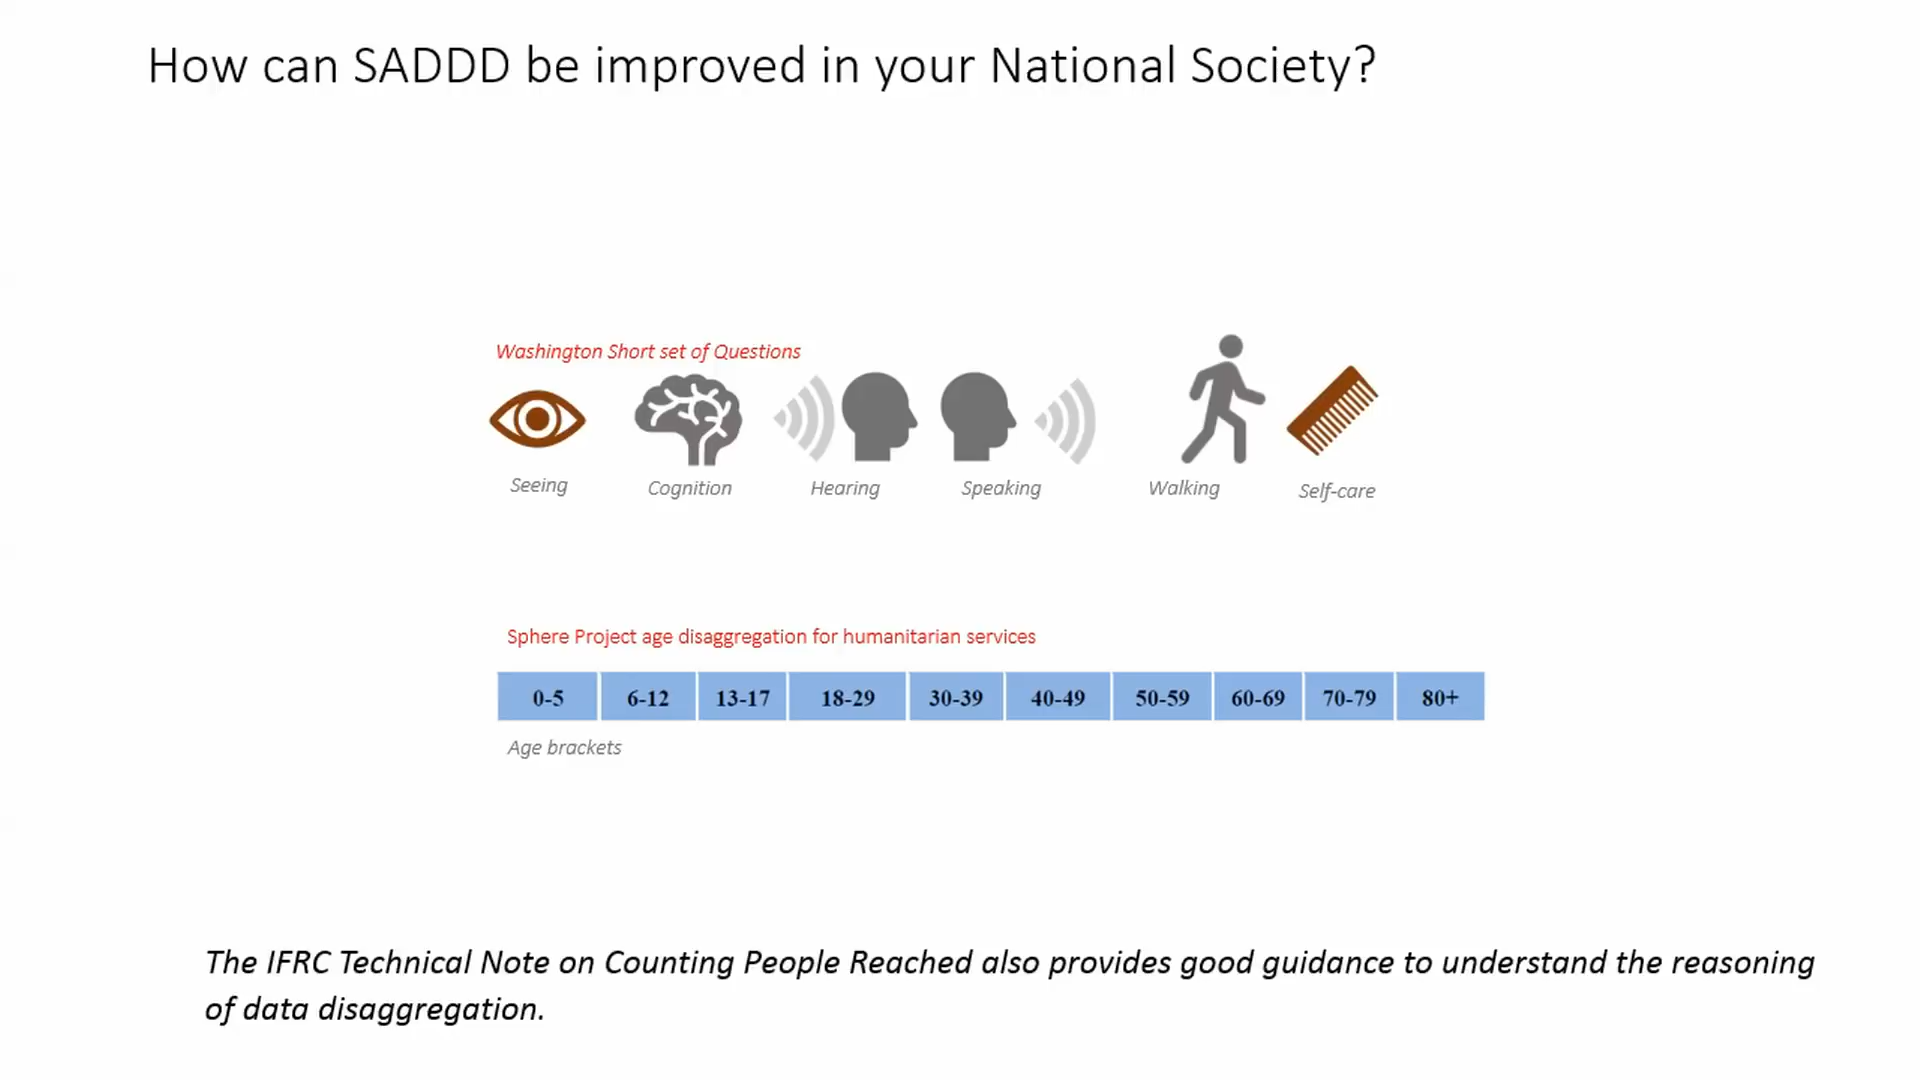 How can SADDD be improved in your National Society?
Washington Short set of Questions
Seeing
Cognition
Hearing
Speaking
Walking
Self-care
Sphere Project age disaggregation for humanitarian services
0-5 6-12 13-17 18-29 30-39 40-49 50-59 60-69 70-79 80+
Age brackets
The IFRC Technical Note on Counting People Reached also provides good guidance to understand the reasoning
of data disaggregation.